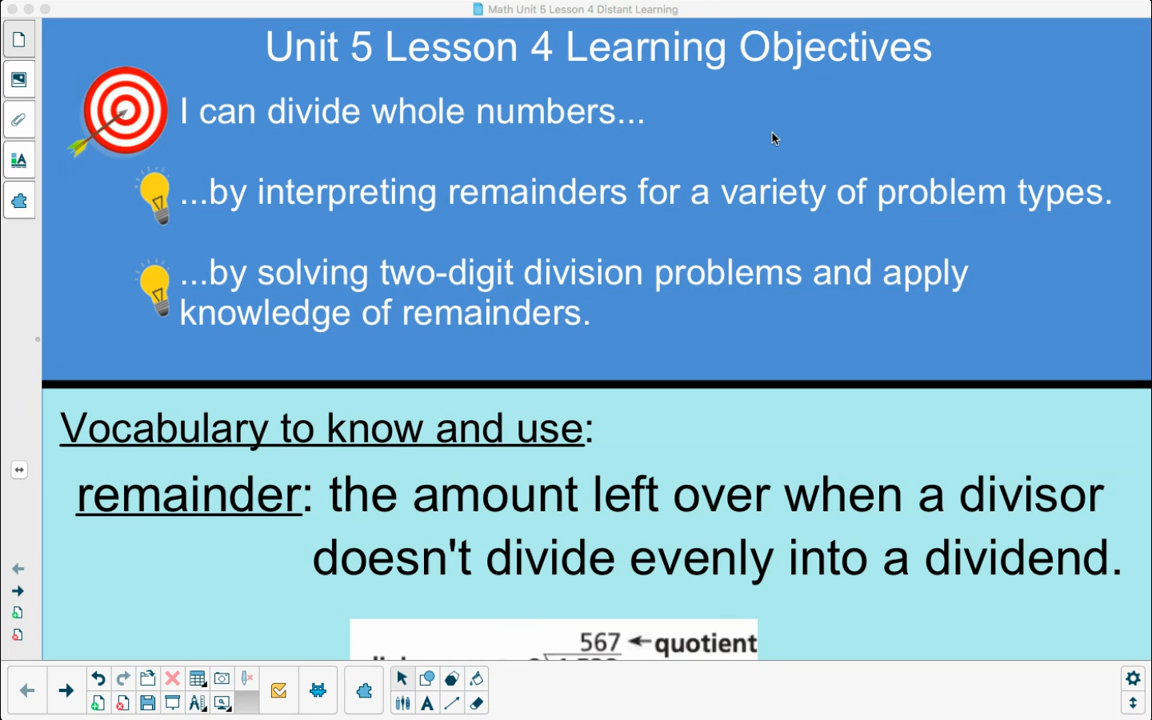 Math Unit 5 Lesson 4 Distant Learning
Unit 5 Lesson 4 Learning Objectives
I can divide whole numbers...
...by interpreting remainders for a variety of problem types.
...by solving two-digit division problems and apply
knowledge of remainders.
Vocabulary to know and use:
remainder: the amount left over when a divisor
doesn't divide evenly into a dividend.
567 ←quotient